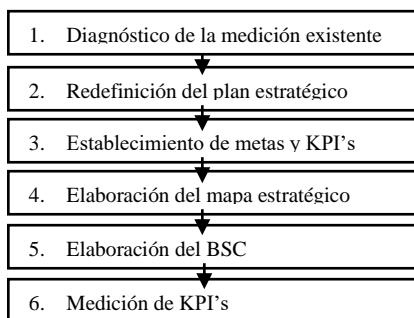 1. Diagnóstico de la medición existente
2. Redefinición del plan estratégico
3. Establecimiento de metas y KPI's
4. Elaboración del mapa estratégico
5. Elaboración del BSC
6. Medición de KPI's